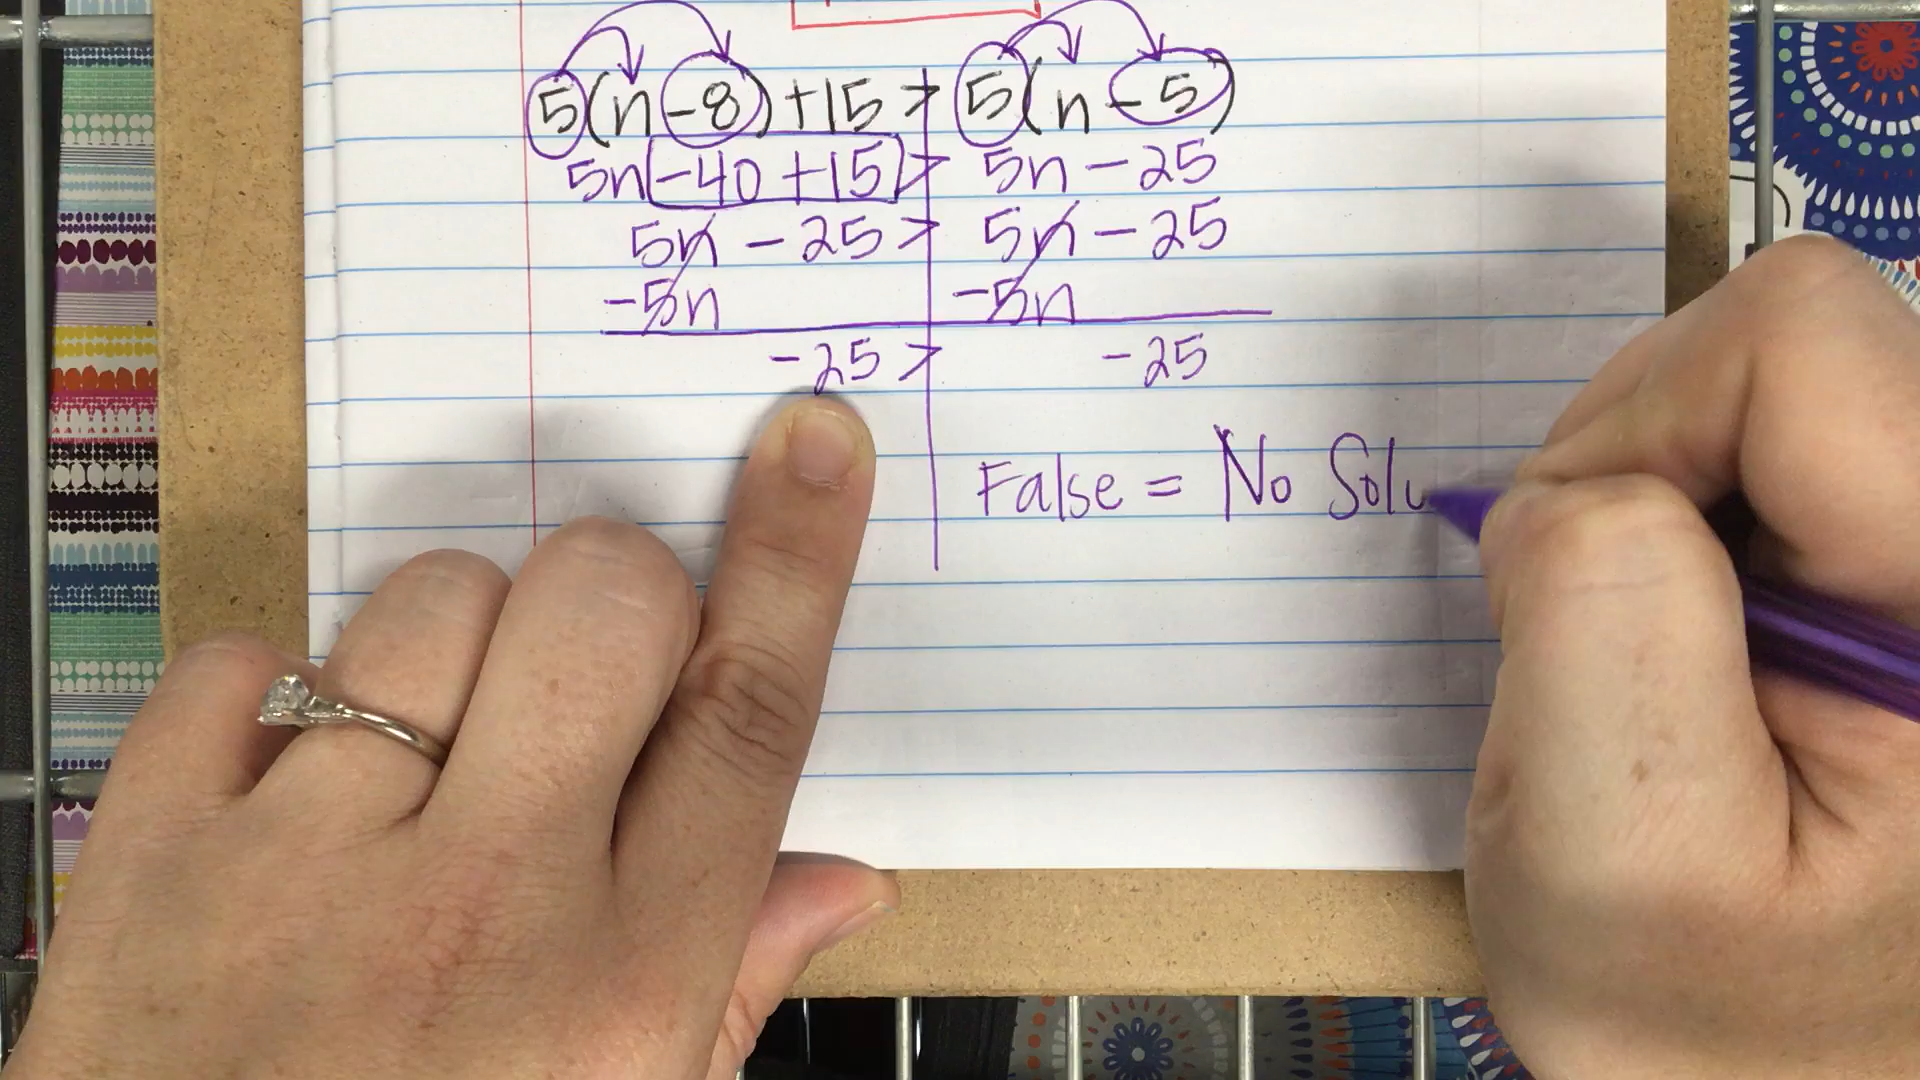 5(n-8)+15 > 5(n-5)
5n-40+15 > 5n-25
5n-25 > 5n-25
-5n -5n
-25 > -25
False = No Solu